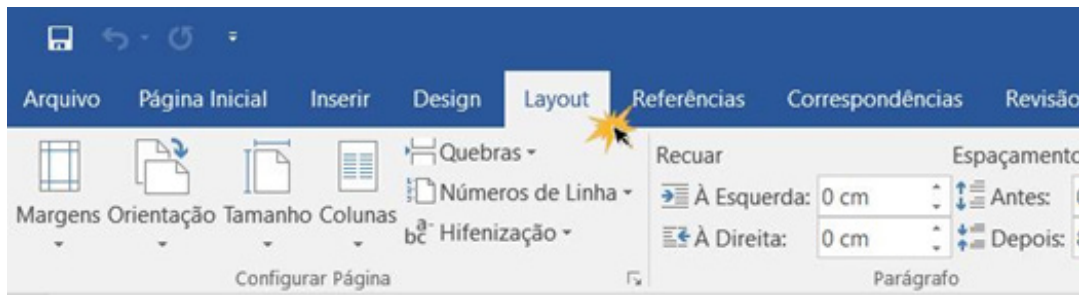 Arquivo Página Inicial Inserir Design Layout Referências Correspondências Revisão
Margens Orientação Tamanho Colunas
Quebras
Números de Linha
bc a- Hifenização
Configurar Página
Recuar Espaçamento
À Esquerda: 0 cm Antes:
À Direita: 0 cm Depois:
Parágrafo